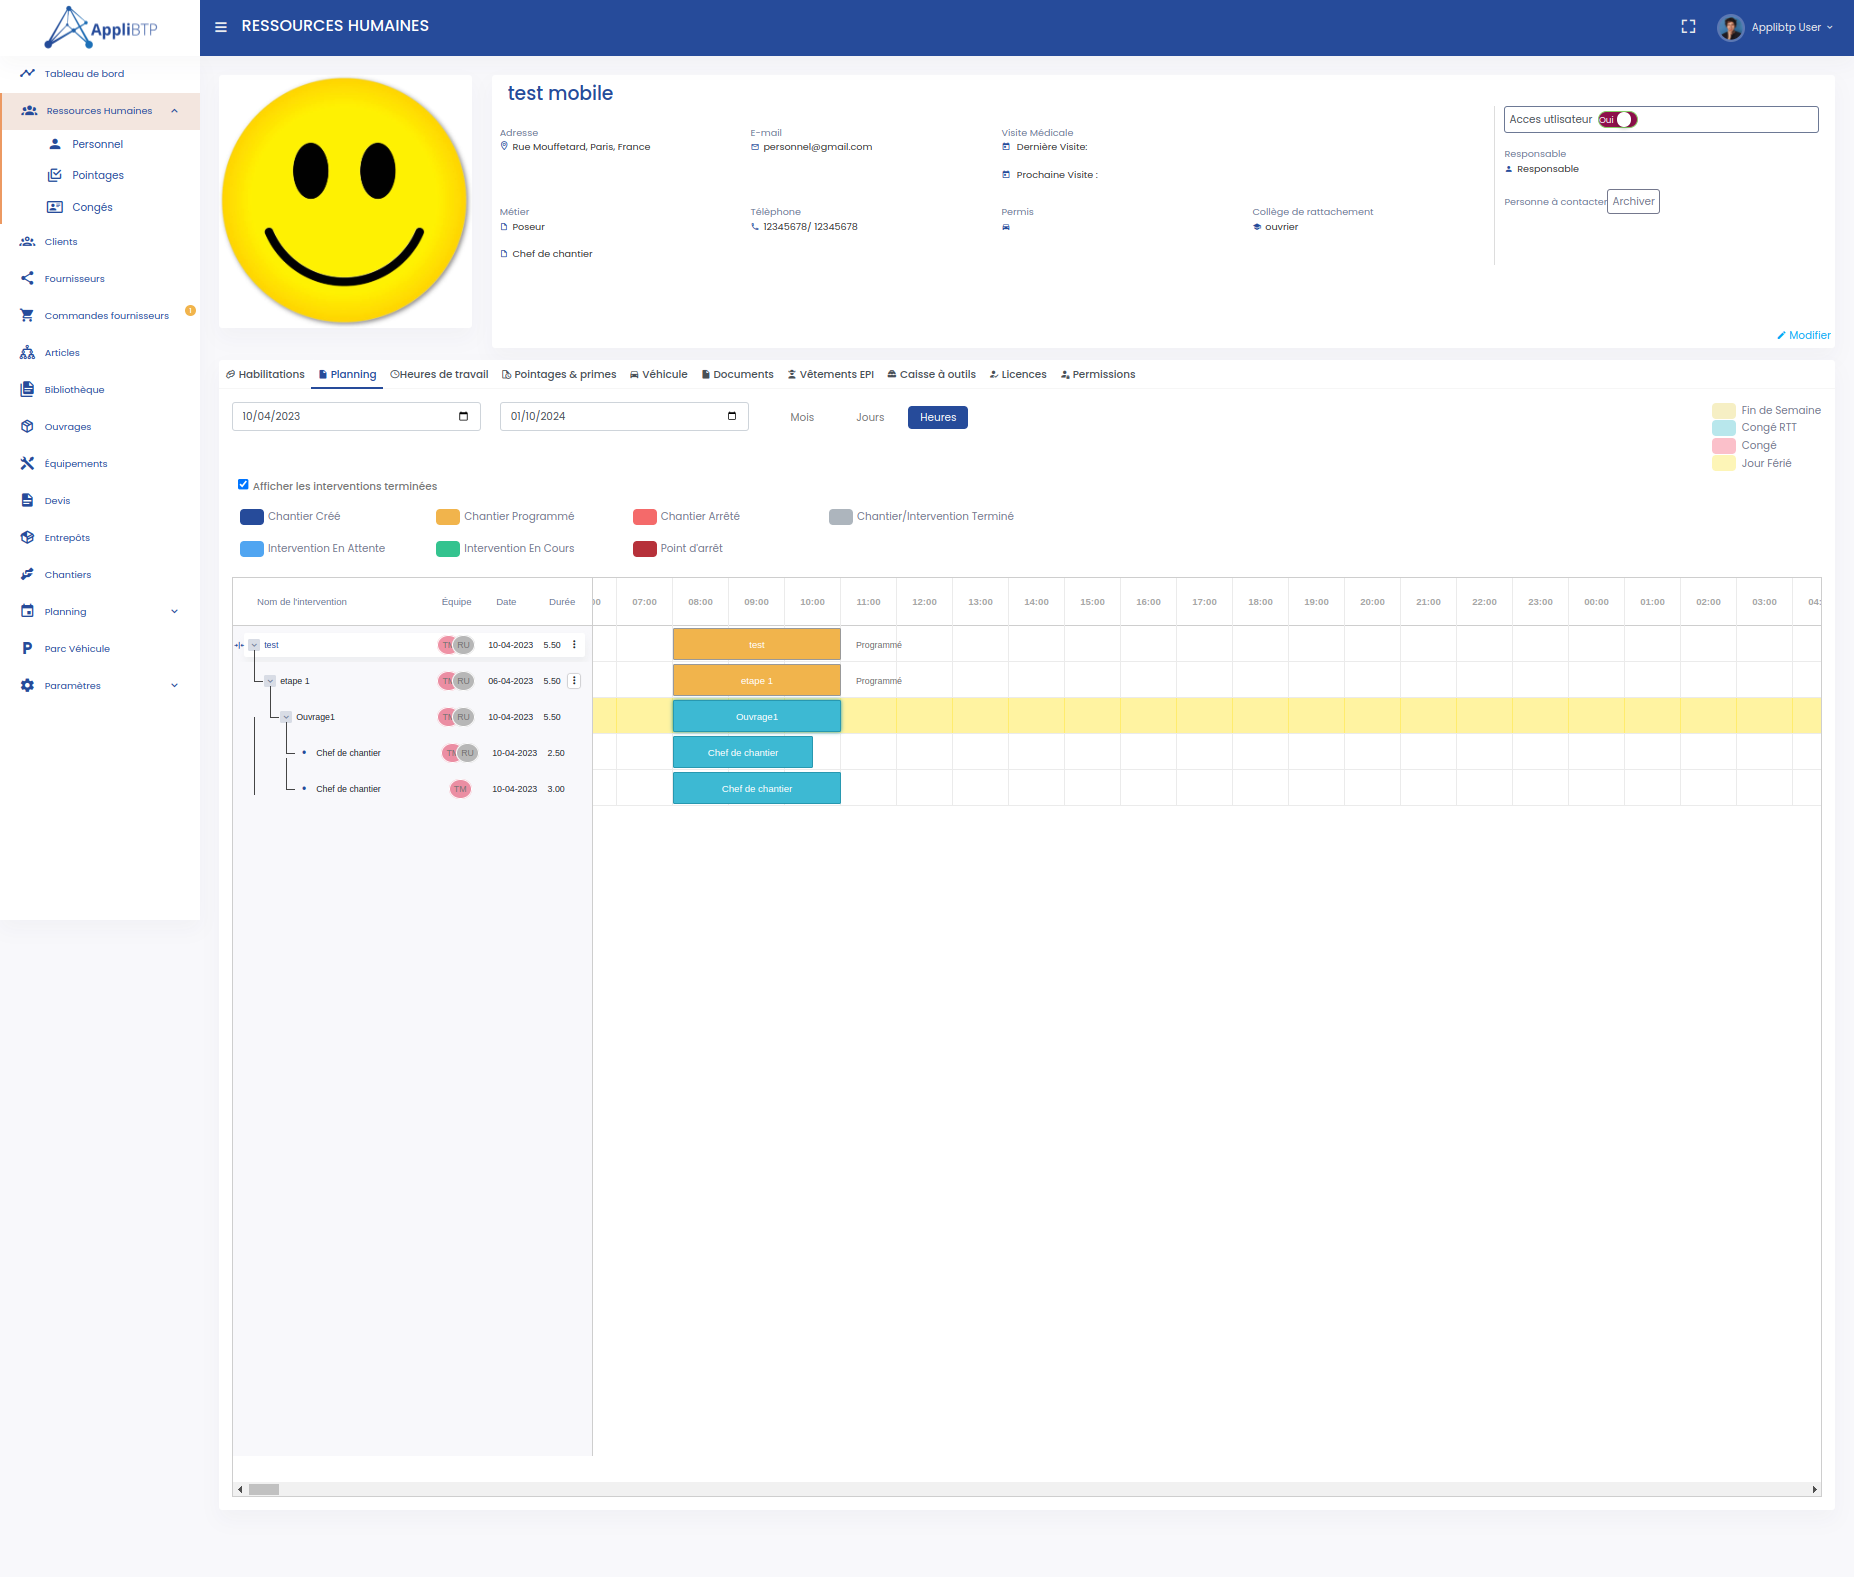 AppliBTP
RESSOURCES HUMAINES
Applibtp User
Tableau de bord
Ressources Humaines
Personnel
Pointages
Congés
Clients
Fournisseurs
Commandes fournisseurs
1
Articles
Bibliothèque
Ouvrages
Équipements
Devis
Entrepôts
Chantiers
Planning
Parc Véhicule
Paramètres
test mobile
Adresse
Rue Mouffetard, Paris, France
E-mail
personnel@gmail.com
Visite Médicale
Dernière Visite:
Prochaine Visite :
Métier
Poseur
Chef de chantier
Téléphone
12345678/ 12345678
Permis
Collège de rattachement
ouvrier
Acces utlisateur Oui
Responsable
Responsable
Personne à contacter Archiver
Modifier
Habilitations Planning Heures de travail Pointages & primes Véhicule Documents Vêtements EPI Caisse à outils Licences Permissions
10/04/2023 01/10/2024 Mois Jours Heures
Fin de Semaine
Congé RTT
Congé
Jour Férié
Afficher les interventions terminées
Chantier Créé Chantier Programmé Chantier Arrêté Chantier/Intervention Terminé
Intervention En Attente Intervention En Cours Point d'arrêt
Nom de l'intervention Équipe Date Durée 07:00 08:00 09:00 10:00 11:00 12:00 13:00 14:00 15:00 16:00 17:00 18:00 19:00 20:00 21:00 22:00 23:00 00:00 01:00 02:00 03:00 04:
test RU 10-04-2023 5.50 test Programmé
etape 1 RU 06-04-2023 5.50 etape 1 Programmé
Ouvrage1 RU 10-04-2023 5.50 Ouvrage1
Chef de chantier RU 10-04-2023 2.50 Chef de chantier
Chef de chantier TM 10-04-2023 3.00 Chef de chantier